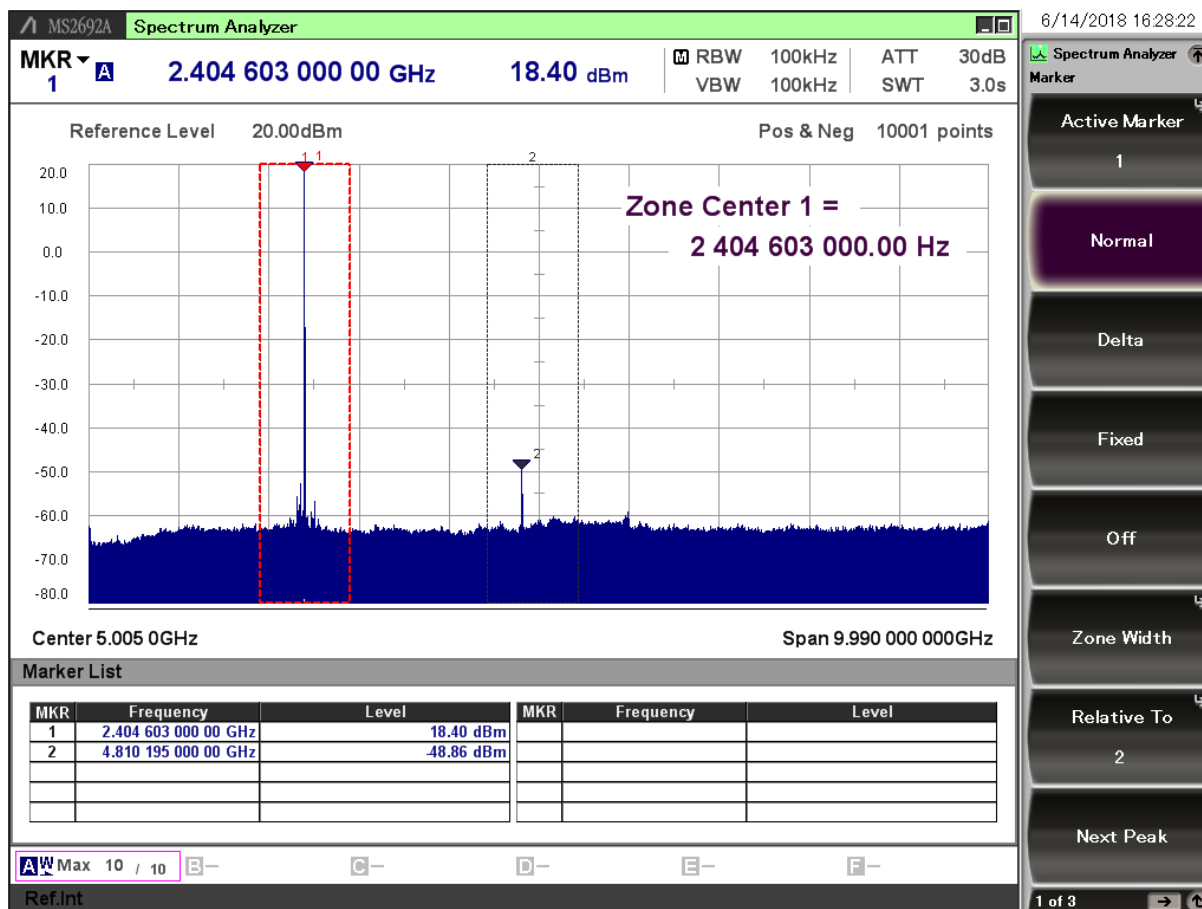 MS2692A Spectrum Analyzer
6/14/2018 16:28:22
MKR 1 A 2.404 603 000 00 GHz 18.40 dBm
M RBW 100kHz ATT 30dB
VBW 100kHz SWT 3.0s
Reference Level 20.00dBm Pos & Neg 10001 points
1 1 2
20.0
10.0
0.0
-10.0
-20.0
-30.0
-40.0
-50.0
-60.0
-70.0
-80.0
Zone Center 1 =
2 404 603 000.00 Hz
2
Center 5.005 0GHz Span 9.990 000 000GHz
Marker List
MKR Frequency Level MKR Frequency Level
1 2.404 603 000 00 GHz 18.40 dBm
2 4.810 195 000 00 GHz -48.86 dBm
A W Max 10 / 10 B- C- D- E- F-
Ref.Int
Spectrum Analyzer
Marker
Active Marker
1
Normal
Delta
Fixed
Off
Zone Width
Relative To
2
Next Peak
1 of 3